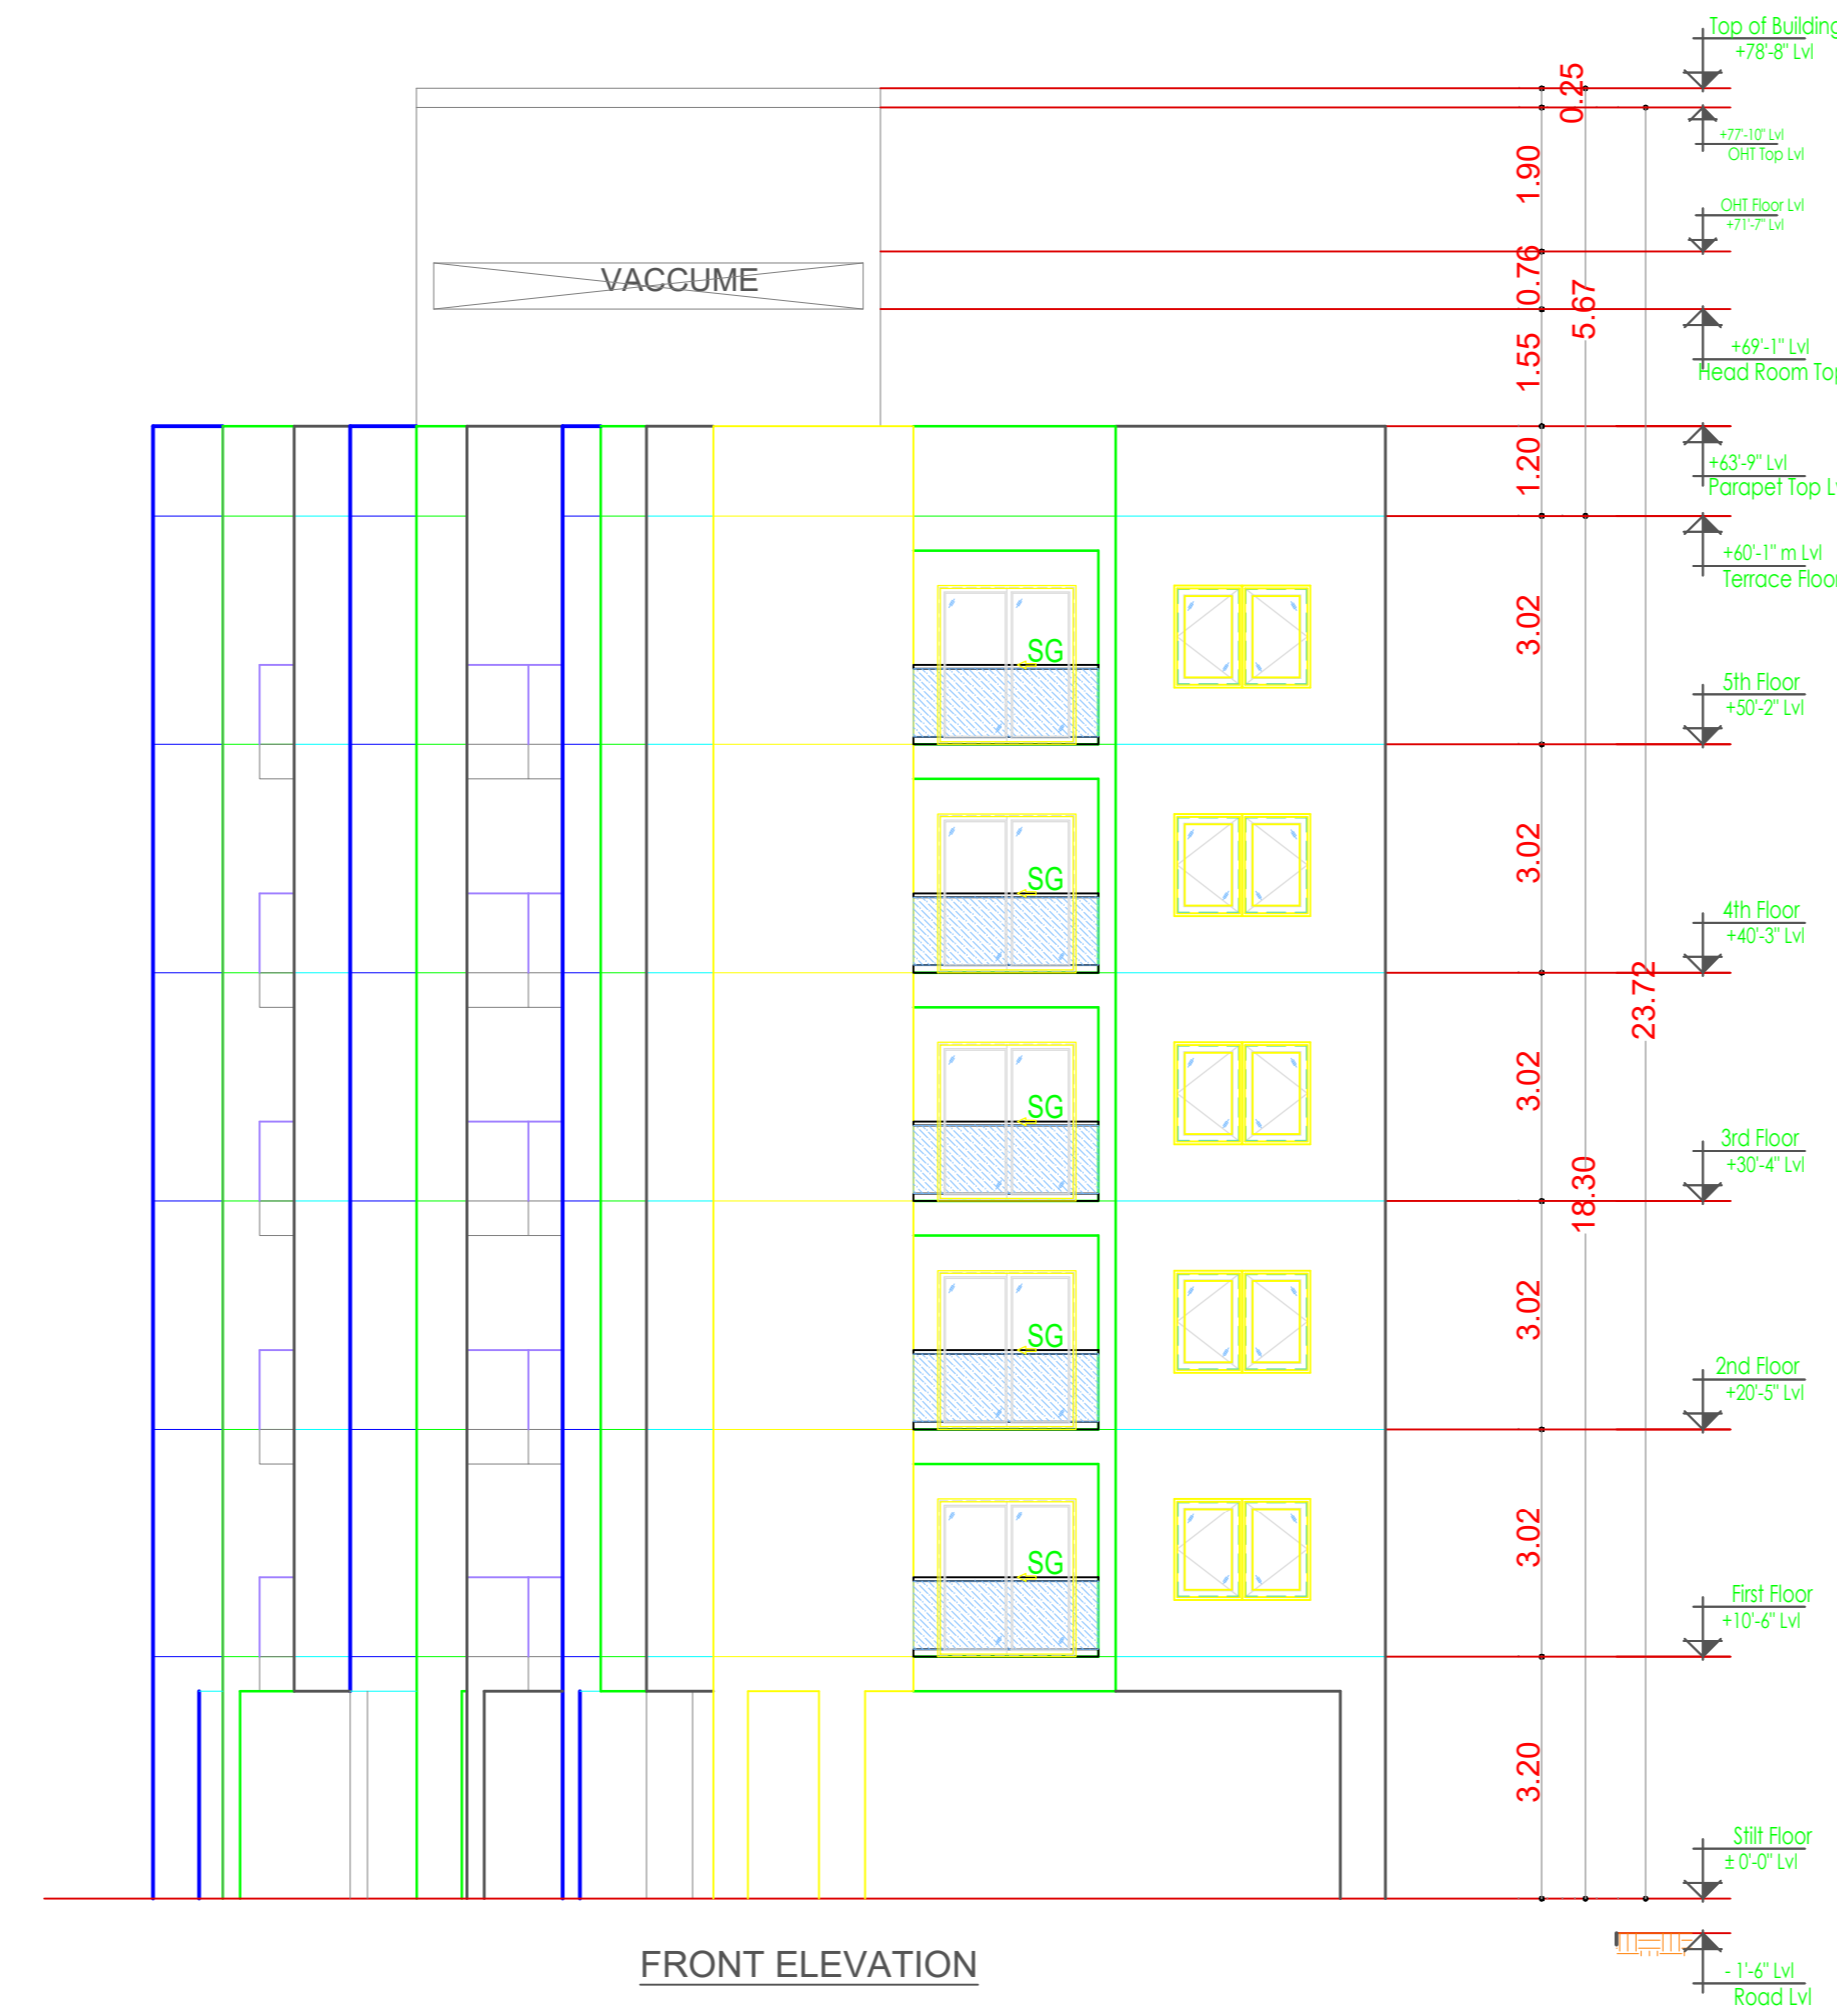 Top of Building
+78'-8" Lvl
0.25
+77'-10" Lvl
OHT Top Lvl
1.90
OHT Floor Lvl
+71'-7" Lvl
0.76
VACCUME
5.67
1.55
+69'-1" Lvl
Head Room Top
1.20
+63'-9" Lvl
Parapet Top Lv
+60'-1" m Lvl
Terrace Floor
3.02
SG
5th Floor
+50'-2" Lvl
3.02
SG
4th Floor
+40'-3" Lvl
23.72
3.02
SG
3rd Floor
+30'-4" Lvl
18.30
3.02
SG
2nd Floor
+20'-5" Lvl
3.02
SG
First Floor
+10'-6" Lvl
3.20
Stilt Floor
± 0'-0" Lvl
FRONT ELEVATION
- 1'-6" Lvl
Road Lvl